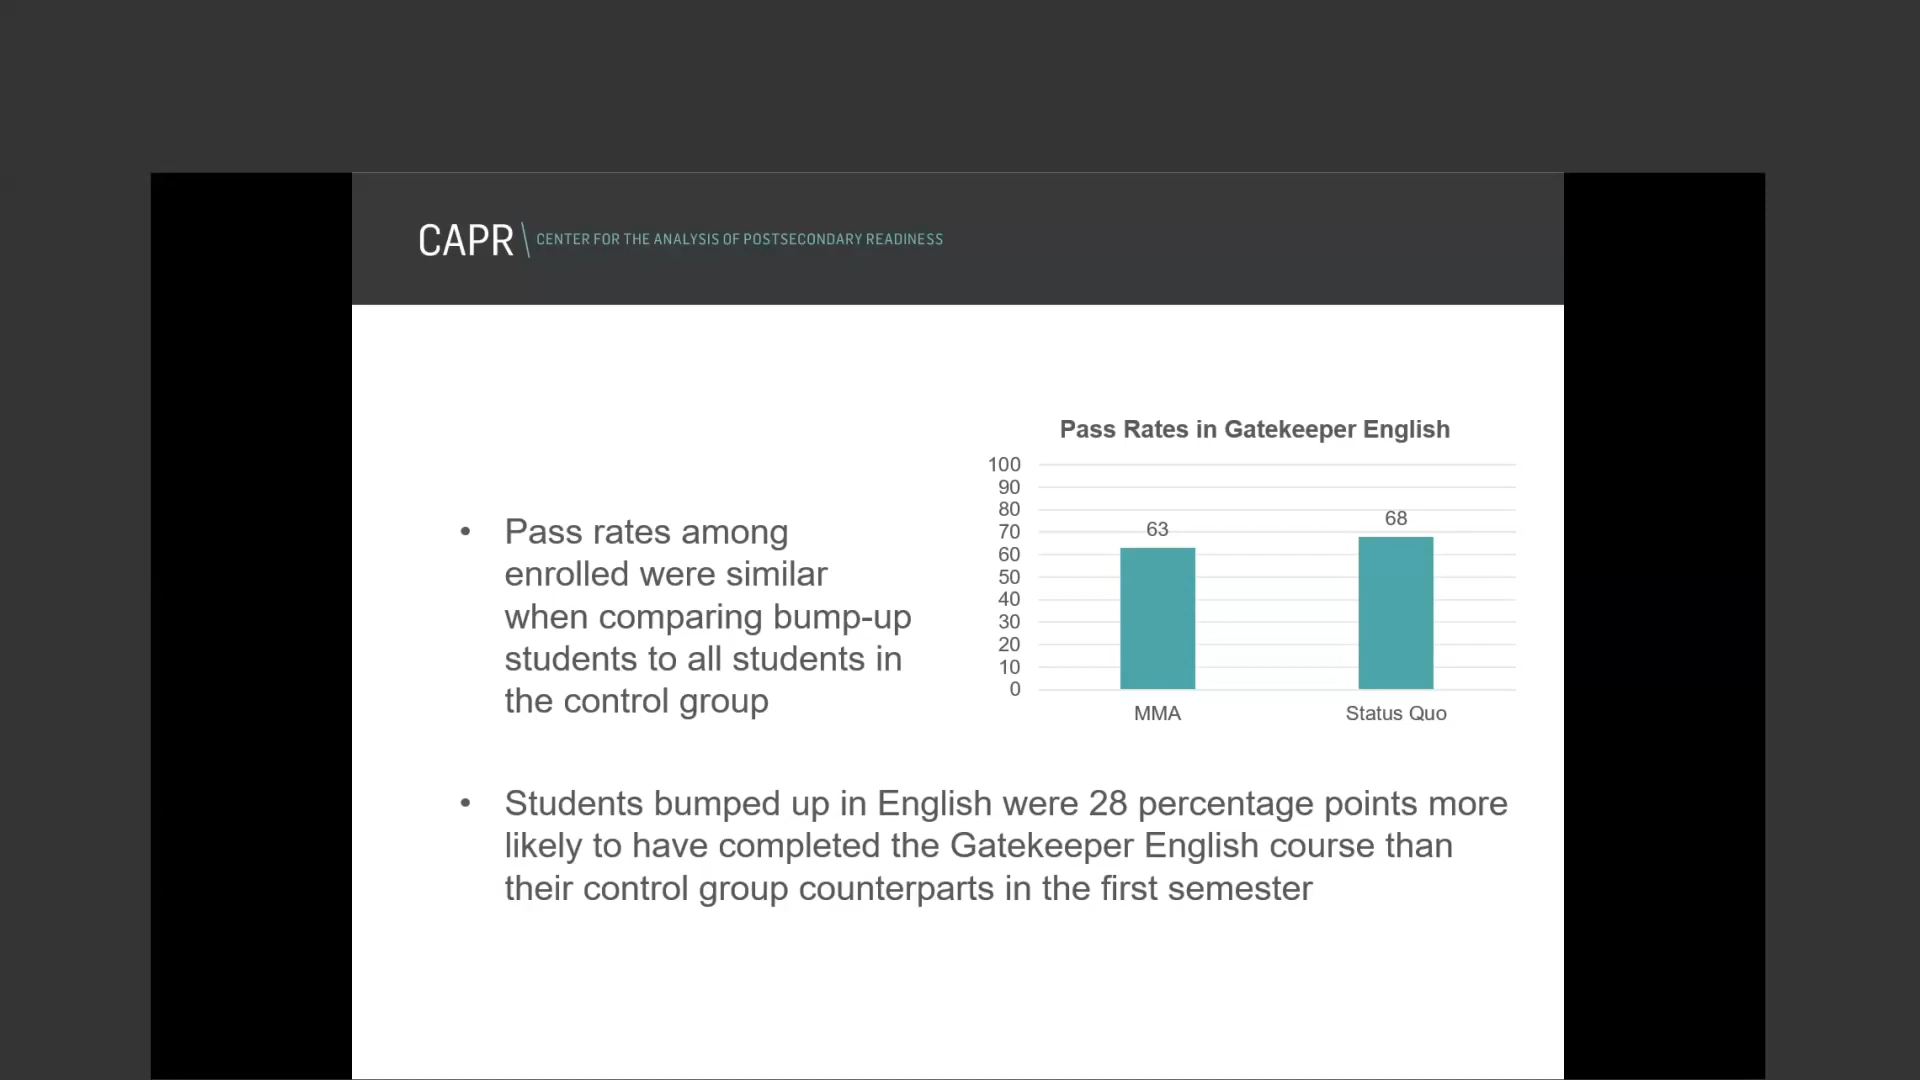 CAPR \ CENTER FOR THE ANALYSIS OF POSTSECONDARY READINESS
Pass Rates in Gatekeeper English
100
90
80
70
60
50
40
30
20
10
0
63
68
MMA
Status Quo
• Pass rates among
enrolled were similar
when comparing bump-up
students to all students in
the control group
• Students bumped up in English were 28 percentage points more
likely to have completed the Gatekeeper English course than
their control group counterparts in the first semester